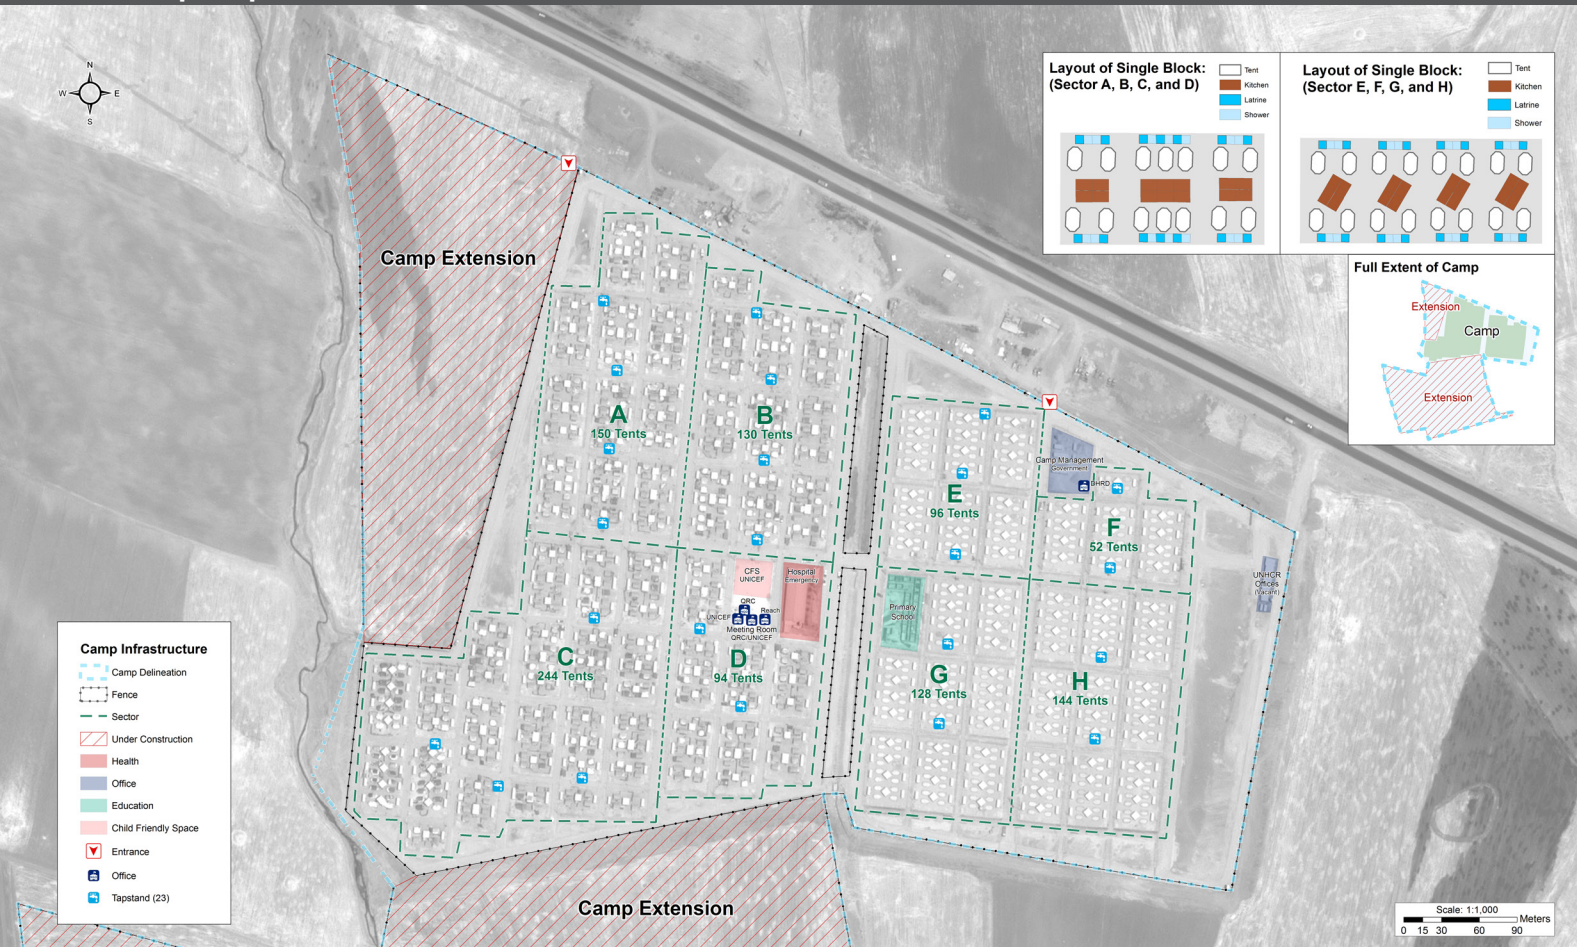 N
W
E
S
Layout of Single Block:
(Sector A, B, C, and D)
Tent
Kitchen
Latrine
Shower
Layout of Single Block:
(Sector E, F, G, and H)
Tent
Kitchen
Latrine
Shower
Full Extent of Camp
Extension
Camp
Extension
Camp Extension
A
150 Tents
B
130 Tents
E
96 Tents
Camp Management
Government
DHRD
F
52 Tents
CFS
UNICEF
Hospital
Emergency
QRC
Reach
UNICEF
Meeting Room
QRC/UNICEF
Primary
School
UNHCR
Offices
(Vacant)
C
244 Tents
D
94 Tents
G
128 Tents
H
144 Tents
Camp Infrastructure
Camp Delineation
Fence
Sector
Under Construction
Health
Office
Education
Child Friendly Space
Entrance
Office
Tapstand (23)
Camp Extension
Scale: 1:1,000
Meters
0 15 30 60 90